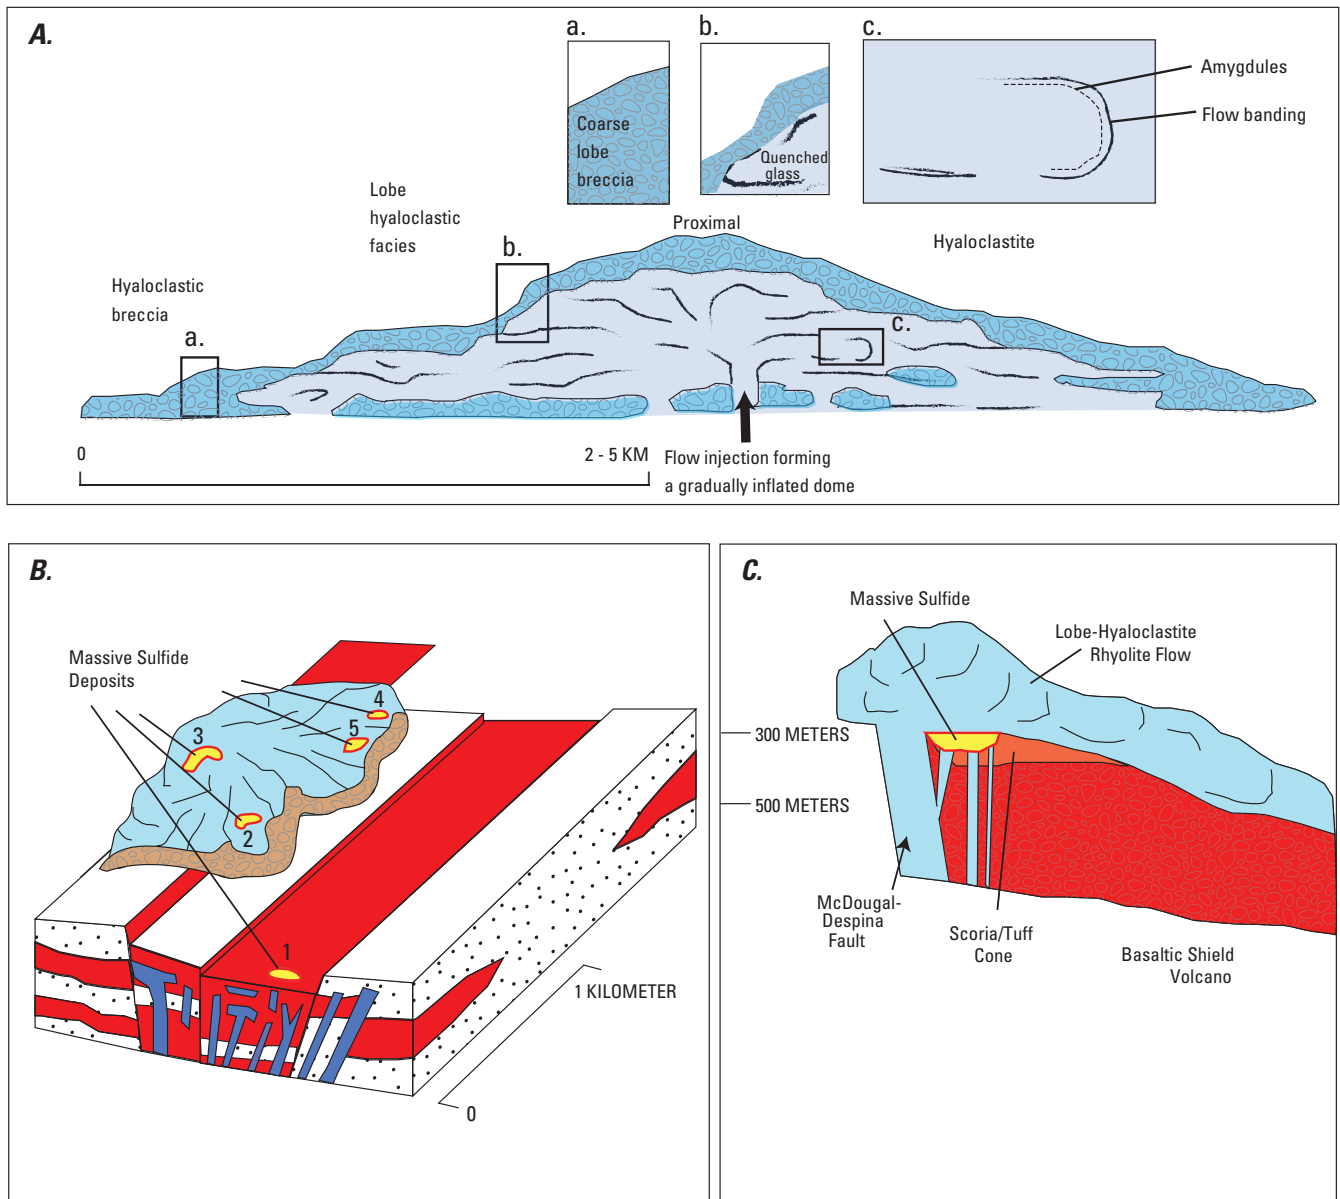 A.
a.
b.
c.
Coarse
lobe
breccia
Quenched
glass
Amygdules
Flow banding
Lobe
hyaloclastic
facies
Proximal
Hyaloclastite
b.
Hyaloclastic
breccia
a.
c.
0
2 - 5 KM
Flow injection forming
a gradually inflated dome
B.
Massive Sulfide
Deposits
4
5
3
2
1
1 KILOMETER
0
C.
Massive Sulfide
Lobe-Hyaloclastite
Rhyolite Flow
300 METERS
500 METERS
McDougal-
Despina
Fault
Scoria/Tuff
Cone
Basaltic Shield
Volcano